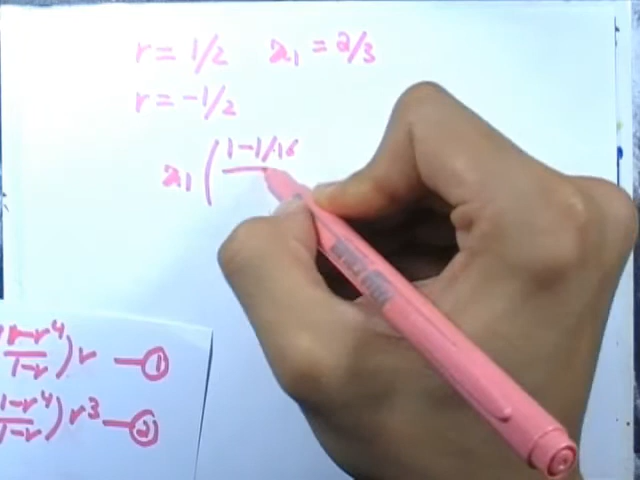 r = 1/2 a₁ = 2/3
r = -1/2
a₁ ( 1-1/16
r-r⁴
1-r ) r —①
1-r⁴
1-r ) r³ —②